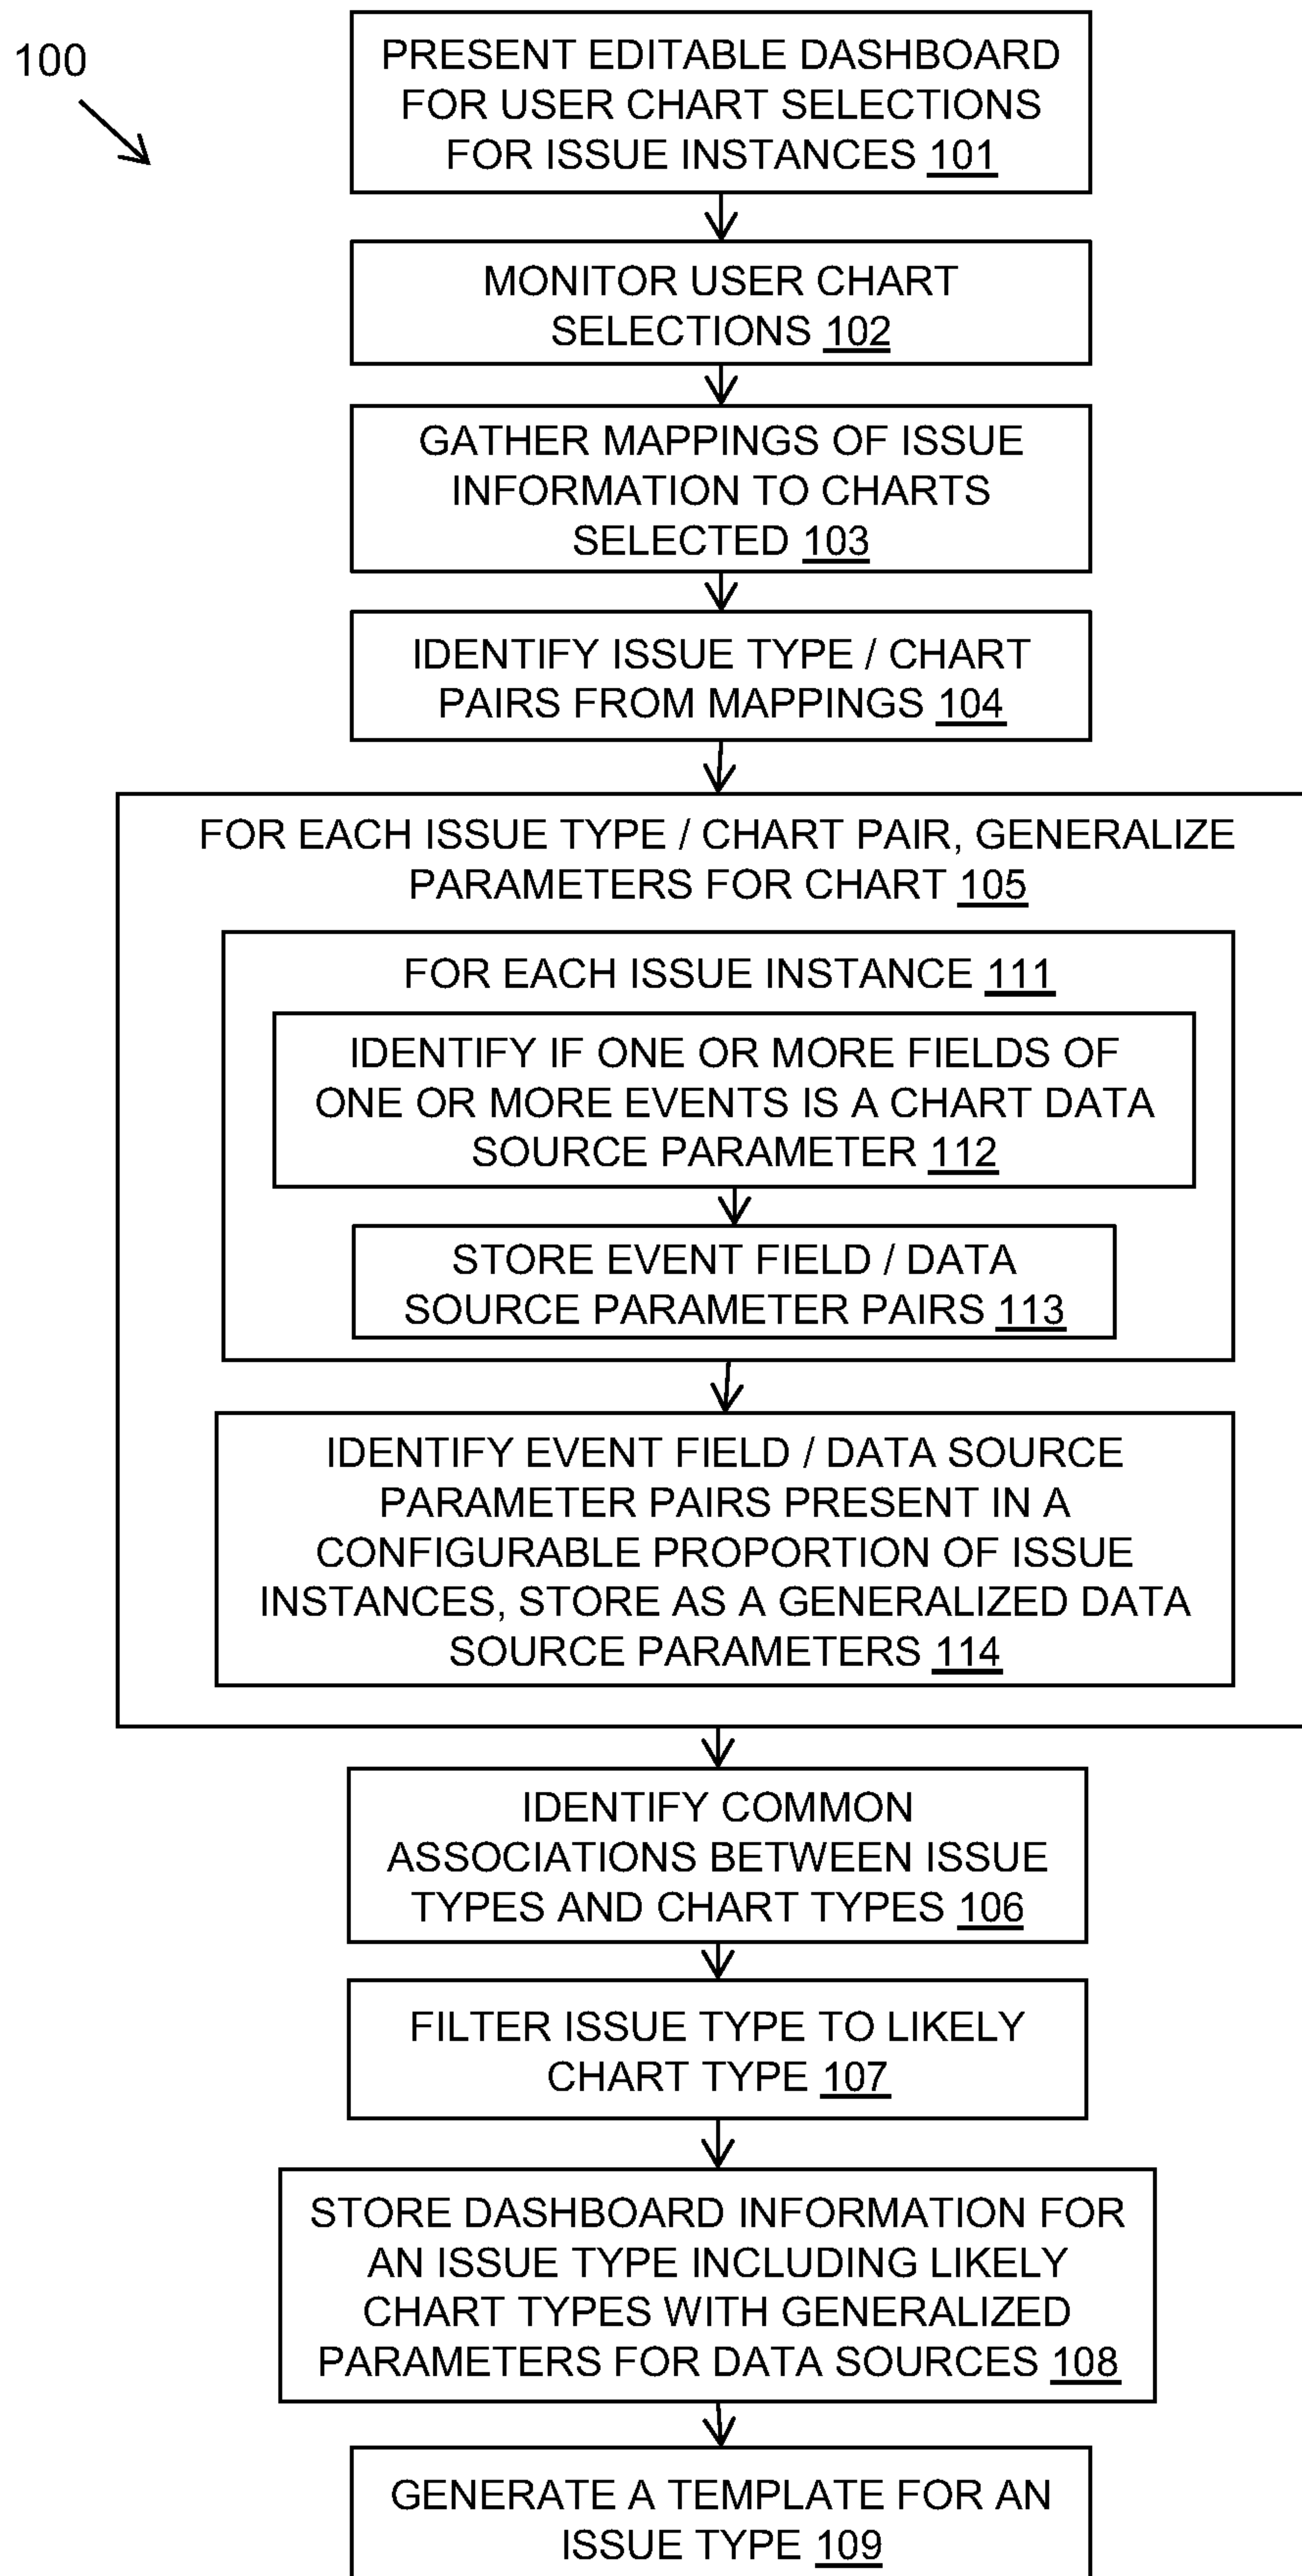 100
PRESENT EDITABLE DASHBOARD
FOR USER CHART SELECTIONS
FOR ISSUE INSTANCES 101
MONITOR USER CHART
SELECTIONS 102
GATHER MAPPINGS OF ISSUE
INFORMATION TO CHARTS
SELECTED 103
IDENTIFY ISSUE TYPE / CHART
PAIRS FROM MAPPINGS 104
FOR EACH ISSUE TYPE / CHART PAIR, GENERALIZE
PARAMETERS FOR CHART 105
FOR EACH ISSUE INSTANCE 111
IDENTIFY IF ONE OR MORE FIELDS OF
ONE OR MORE EVENTS IS A CHART DATA
SOURCE PARAMETER 112
STORE EVENT FIELD / DATA
SOURCE PARAMETER PAIRS 113
IDENTIFY EVENT FIELD / DATA SOURCE
PARAMETER PAIRS PRESENT IN A
CONFIGURABLE PROPORTION OF ISSUE
INSTANCES, STORE AS A GENERALIZED DATA
SOURCE PARAMETERS 114
IDENTIFY COMMON
ASSOCIATIONS BETWEEN ISSUE
TYPES AND CHART TYPES 106
FILTER ISSUE TYPE TO LIKELY
CHART TYPE 107
STORE DASHBOARD INFORMATION FOR
AN ISSUE TYPE INCLUDING LIKELY
CHART TYPES WITH GENERALIZED
PARAMETERS FOR DATA SOURCES 108
GENERATE A TEMPLATE FOR AN
ISSUE TYPE 109